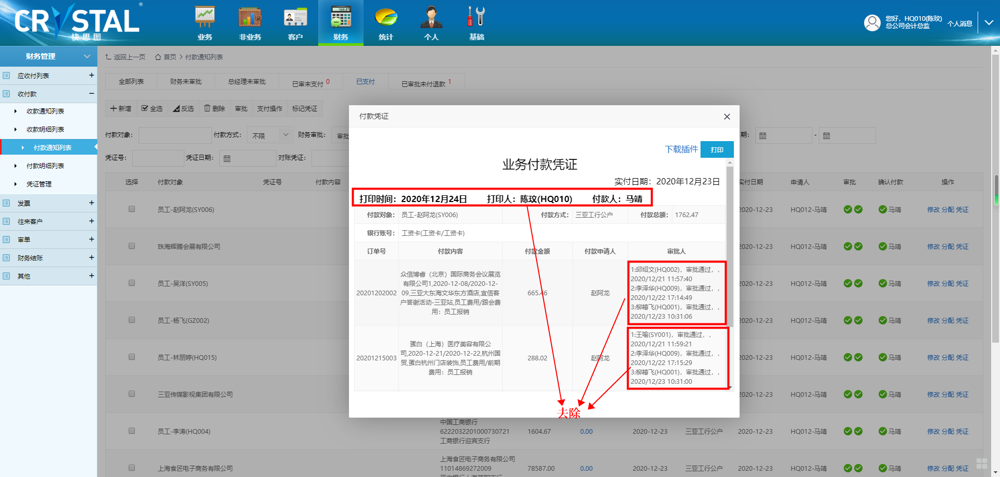 CRYSTAL ®
快思图
业务
非业务
客户
财务
统计
个人
基础
您好，HQ010(陈玟)
总公司会计总监
个人消息
财务管理
应收付列表 +
收付款 −
收款通知列表
收款明细列表
付款通知列表
付款明细列表
凭证管理
发票 +
往来客户 +
审单 +
财务结账 +
其他 +
返回上一页 首页 > 付款通知列表
全部列表 财务未审批 总经理未审批 已审未支付 0 已支付 已审批未付退款 1
新增 全选 反选 删除 审批 支付操作 标记凭证
付款对象： 付款方式： 不限 财务审批： 审批 期： -
凭证号： 凭证日期： 对账凭证：
选择 付款对象 凭证号 付款内容 实付日期 申请人 审批 确认付款 操作
员工-赵阿龙(SY006) 2020-12-23 HQ012-马靖 马靖 修改 分配 凭证
珠海辉腾会展有限公司 2020-12-23 HQ012-马靖 马靖 修改 分配 凭证
员工-吴洋(SY005) 2020-12-23 HQ012-马靖 马靖 修改 分配 凭证
员工-杨飞(GZ002) 2020-12-23 HQ012-马靖 马靖 修改 分配 凭证
员工-林丽婷(HQ015) 2020-12-23 HQ012-马靖 马靖 修改 分配 凭证
三亚传媒影视集团有限公司 2020-12-23 HQ012-马靖 马靖 修改 分配 凭证
中国工商银行
员工-李涛(HQ004) 6222032201000730721 1604.67 0.00 2020-12-23 三亚工行公户 2020-12-23 HQ012-马靖 马靖 修改 分配 凭证
工商银行迎宾支行
上海食匠电子商务有限公司
上海食匠电子商务有限公司 11014869272009 78587.00 0.00 2020-12-23 三亚工行公户 2020-12-23 HQ012-马靖 马靖 修改 分配 凭证
付款凭证
下载插件 打印
业务付款凭证
实付日期：2020年12月23日
打印时间：2020年12月24日 打印人：陈玟(HQ010) 付款人：马靖
付款对象： 员工-赵阿龙(SY006) 付款方式： 三亚工行公户 付款总额： 1762.47
银行账号： 工资卡(工资卡/工资卡)
订单号 付款内容 付款金额 付款申请人 审批人
20201202002
众信博睿（北京）国际商务会议展览
有限公司1,2020-12-08/2020-12-
09,三亚大东海文华东方酒店,宜信客
户答谢活动-三亚站,员工费用/跟会费
用：员工报销
665.46
赵阿龙
1:邱绍文(HQ002)，审批通过，，
2020/12/21 11:57:40
2:李泽华(HQ009)，审批通过，，
2020/12/22 17:14:49
3:柳椿飞(HQ001)，审批通过，，
2020/12/23 10:31:06
20201215003
蛋白（上海）医疗美容有限公
司,2020-12-21/2020-12-22,杭州国
贸,蛋白杭州门店装饰,员工费用/前期
费用：员工报销
288.02
赵阿龙
1:王喻(SY001)，审批通过，，
2020/12/21 11:59:21
2:李泽华(HQ009)，审批通过，，
2020/12/22 17:15:29
3:柳椿飞(HQ001)，审批通过，，
2020/12/23 10:31:00
去除